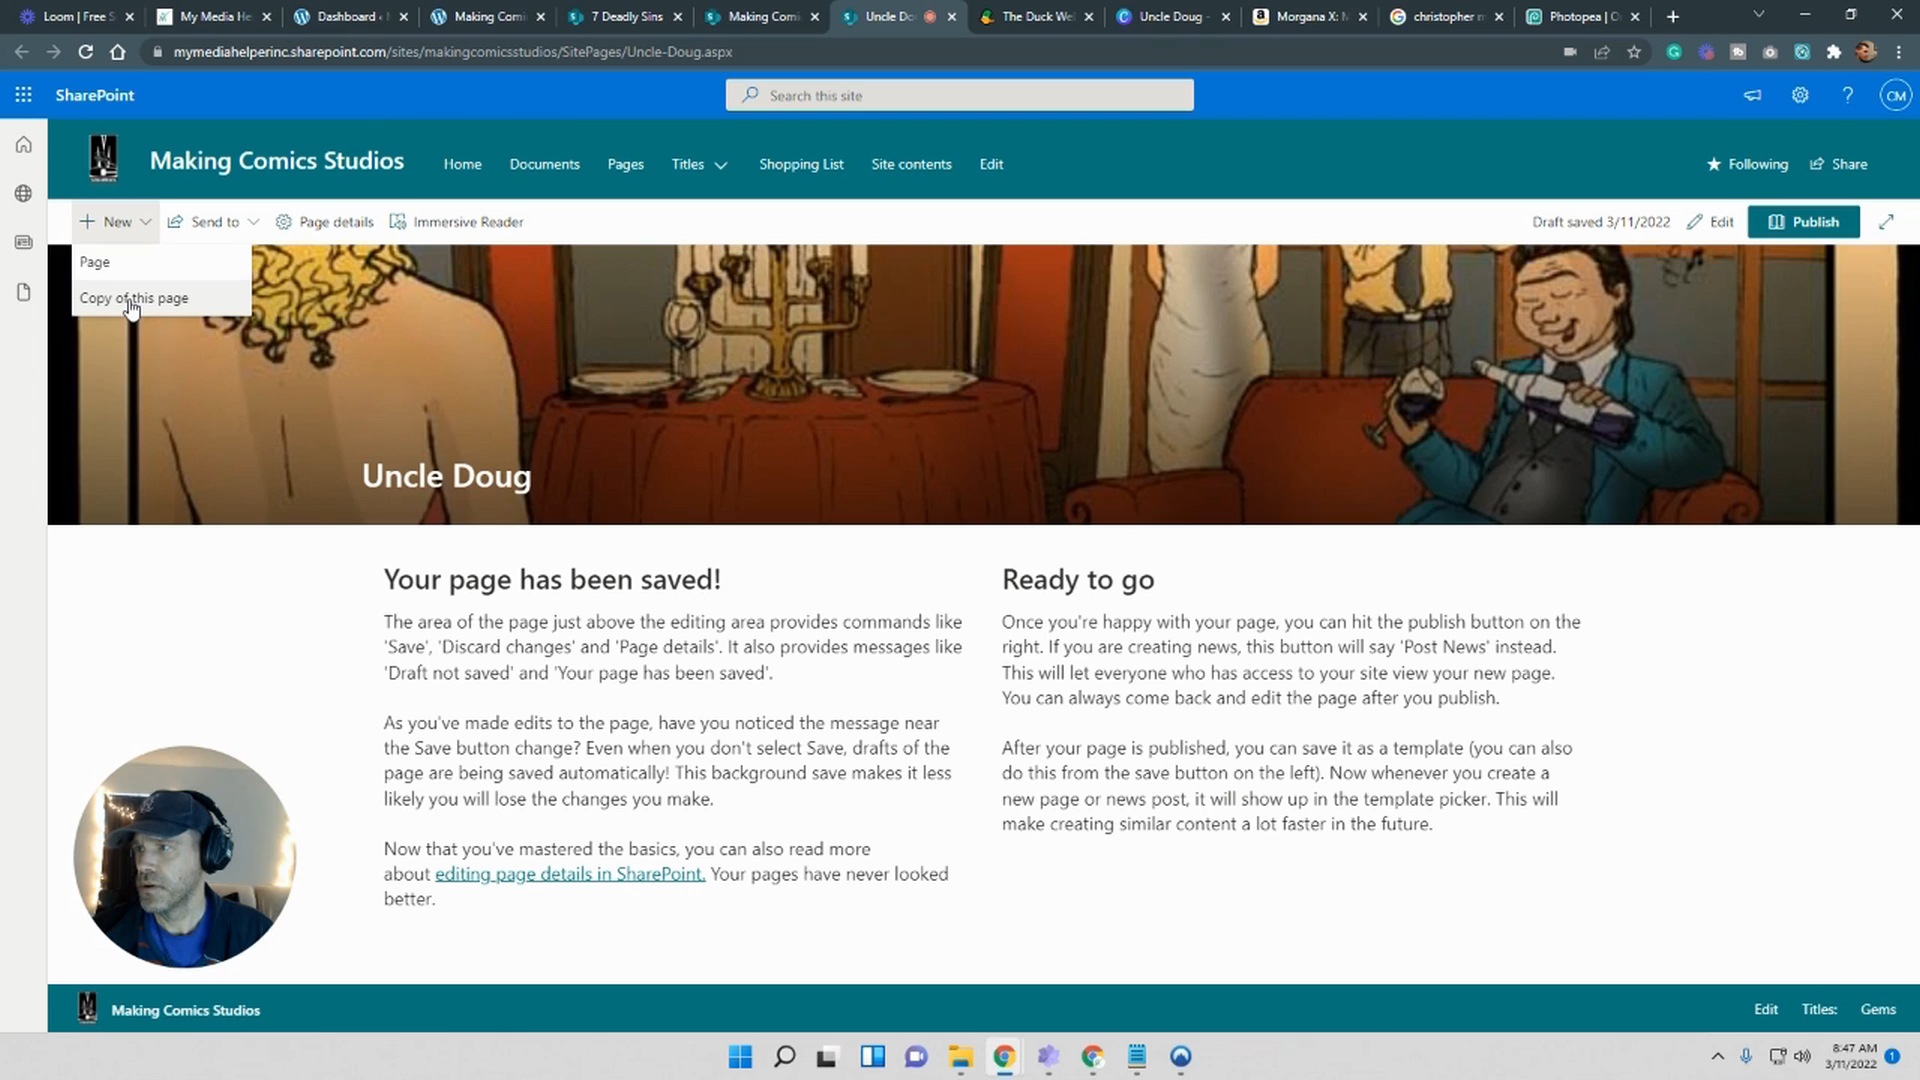 Loom | Free S
My Media He
Dashboard ‹
Making Comi
7 Deadly Sins
Making Comi
Uncle Do
The Duck We
Uncle Doug -
Morgana X: M
christopher m
Photopea | O
mymediahelperinc.sharepoint.com/sites/makingcomicsstudios/SitePages/Uncle-Doug.aspx
SharePoint
Search this site
CM
Making Comics Studios
Home
Documents
Pages
Titles
Shopping List
Site contents
Edit
Following
Share
New
Send to
Page details
Immersive Reader
Draft saved 3/11/2022
Edit
Publish
Page
Copy of this page
Uncle Doug
Your page has been saved!
The area of the page just above the editing area provides commands like
'Save', 'Discard changes' and 'Page details'. It also provides messages like
'Draft not saved' and 'Your page has been saved'.
As you've made edits to the page, have you noticed the message near
the Save button change? Even when you don't select Save, drafts of the
page are being saved automatically! This background save makes it less
likely you will lose the changes you make.
Now that you've mastered the basics, you can also read more
about editing page details in SharePoint. Your pages have never looked
better.
Ready to go
Once you're happy with your page, you can hit the publish button on the
right. If you are creating news, this button will say 'Post News' instead.
This will let everyone who has access to your site view your new page.
You can always come back and edit the page after you publish.
After your page is published, you can save it as a template (you can also
do this from the save button on the left). Now whenever you create a
new page or news post, it will show up in the template picker. This will
make creating similar content a lot faster in the future.
Making Comics Studios
Edit
Titles:
Gems
8:47 AM
3/11/2022
1